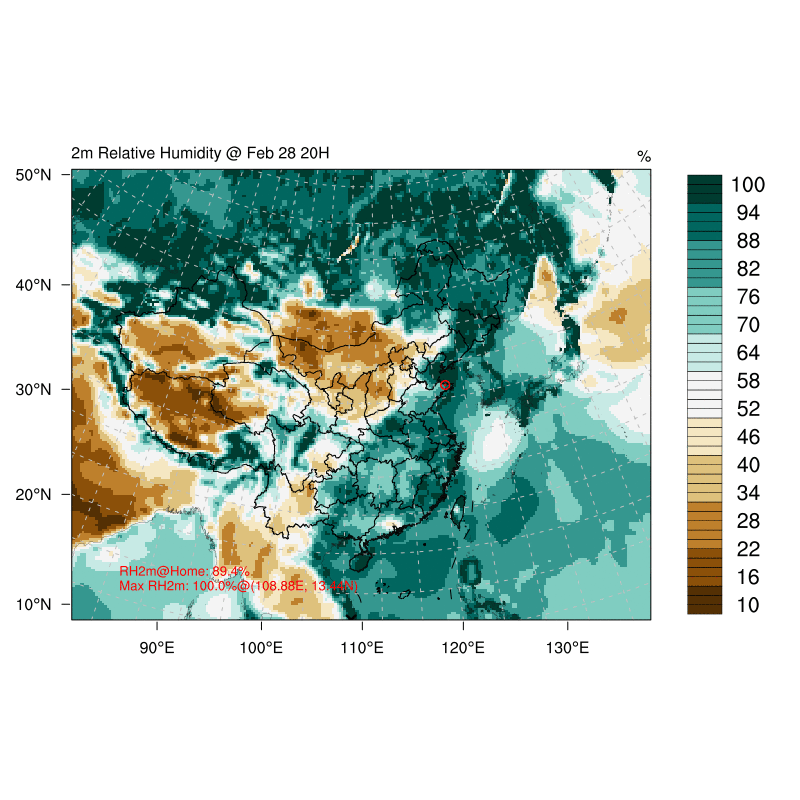 2m Relative Humidity @ Feb 28 20H
%
50°N
40°N
30°N
20°N
10°N
90°E
100°E
110°E
120°E
130°E
100
94
88
82
76
70
64
58
52
46
40
34
28
22
16
10
RH2m@Home: 89.4%
Max RH2m: 100.0%@(108.88E, 13.41N)